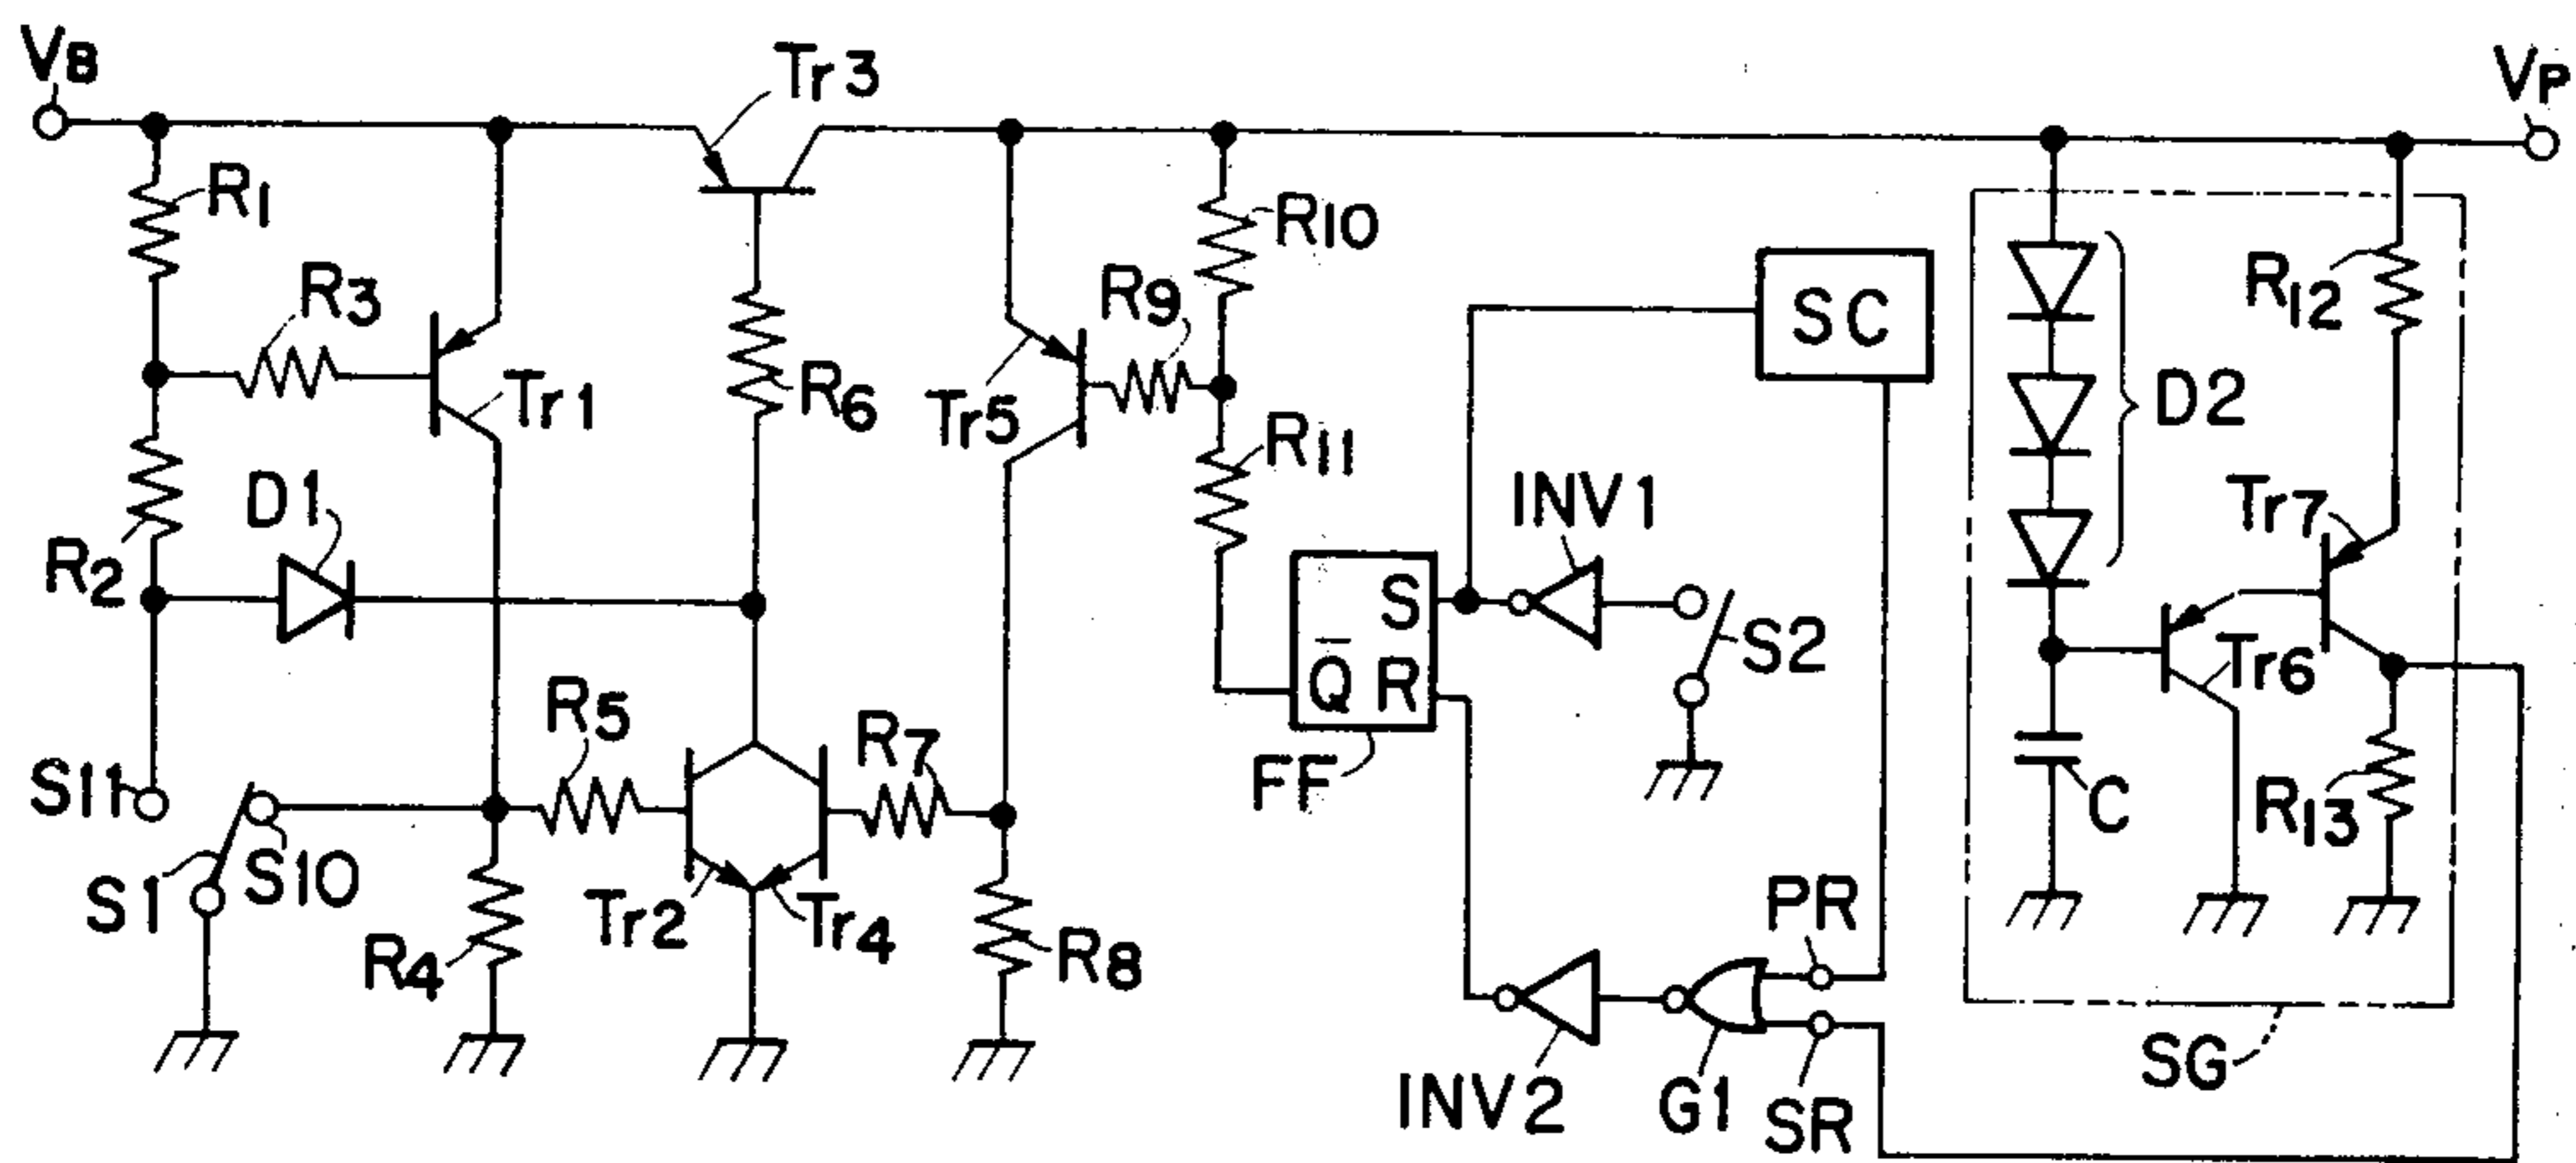 VB
Tr3
VP
R1
R10
R3
R9
SC
R12
Tr1
R6
Tr5
D2
R11
D1
INV1
Tr7
R2
S
S2
Q̅ R
Tr6
R5
R7
S11
FF
C
R13
S10
S1
PR
Tr2
Tr4
R4
R8
SG
INV2
G1
SR